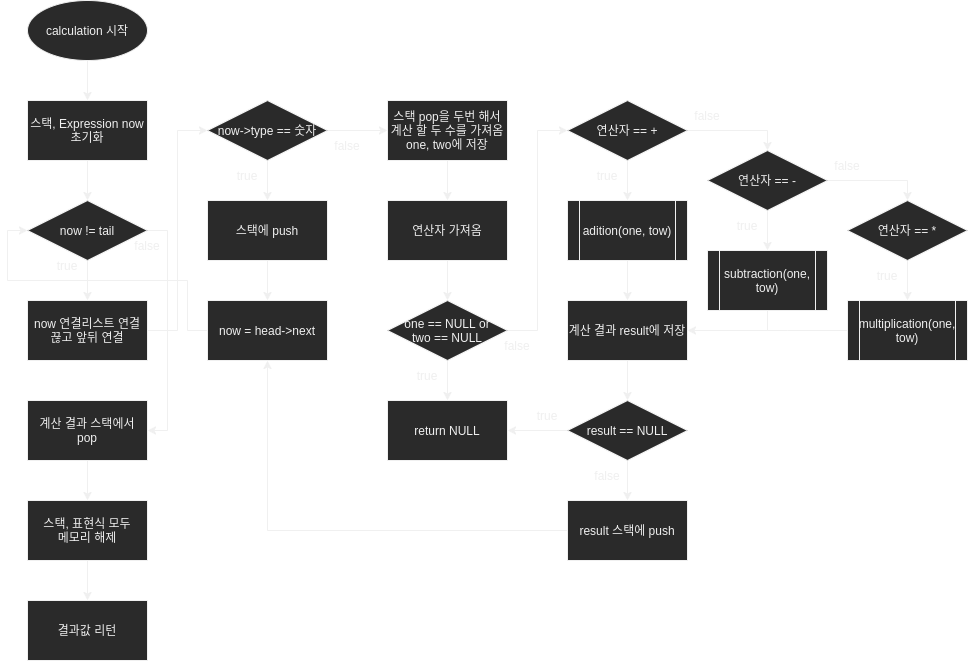 calculation 시작
스택, Expression now
초기화
now != tail
false
true
now 연결리스트 연결
끊고 앞뒤 연결
계산 결과 스택에서
pop
스택, 표현식 모두
메모리 해제
결과값 리턴
now->type == 숫자
false
true
스택에 push
now = head->next
스택 pop을 두번 해서
계산 할 두 수를 가져옴
one, two에 저장
연산자 가져옴
one == NULL or
two == NULL
false
true
return NULL
연산자 == +
false
true
adition(one, tow)
계산 결과 result에 저장
result == NULL
true
false
result 스택에 push
연산자 == -
false
true
subtraction(one,
tow)
연산자 == *
true
multiplication(one,
tow)